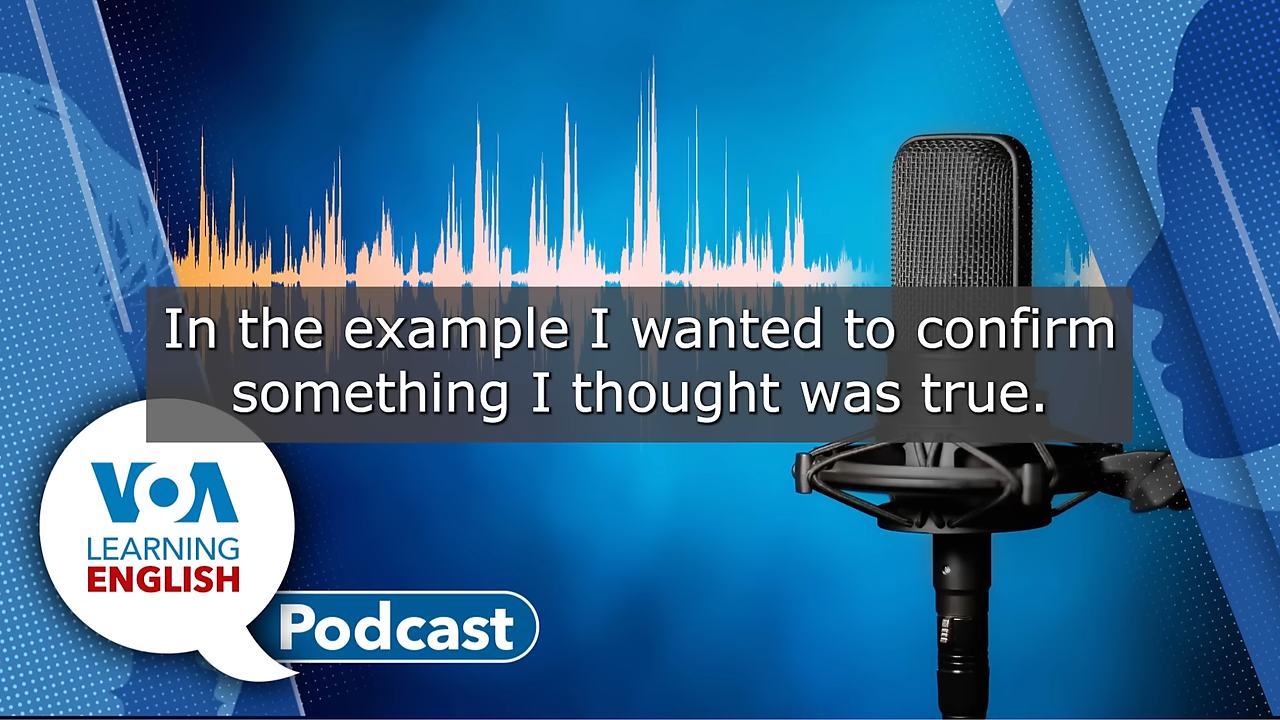 In the example I wanted to confirm
something I thought was true.
VOA
LEARNING
ENGLISH
Podcast